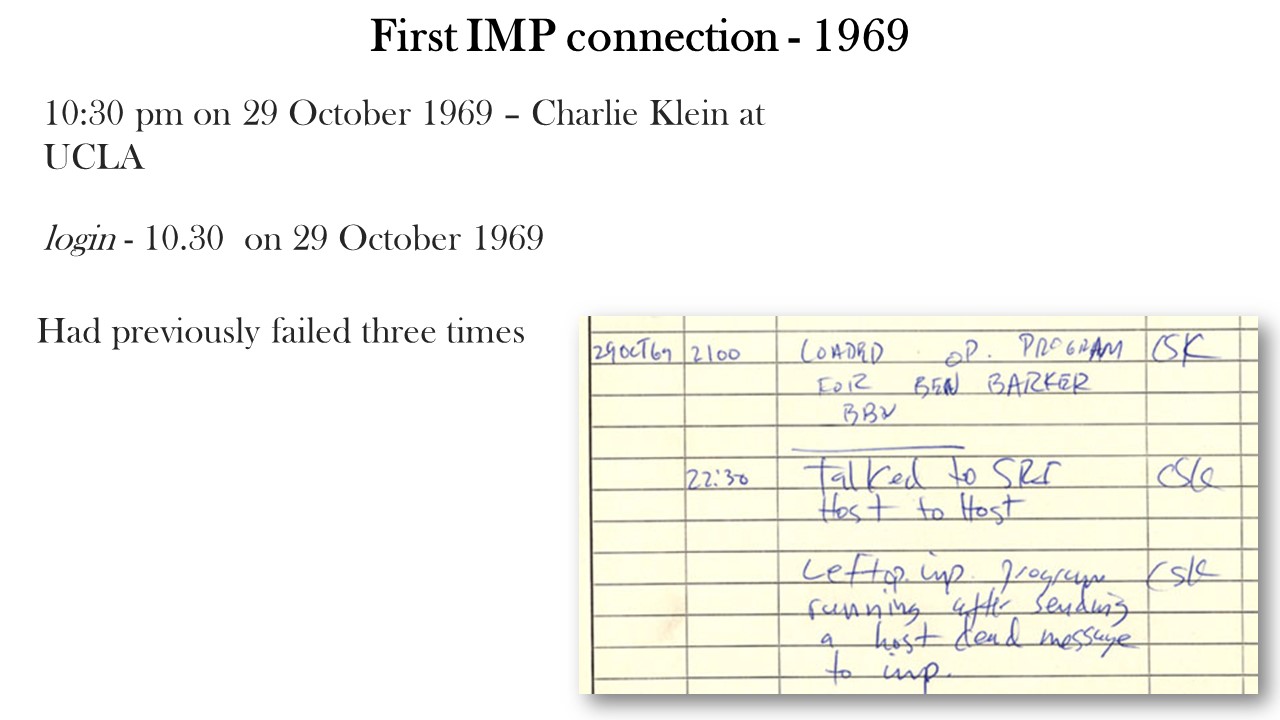 First IMP connection - 1969
10:30 pm on 29 October 1969 – Charlie Klein at
UCLA
login - 10.30 on 29 October 1969
Had previously failed three times
29OCT69 2100 LOADED OP. PROGRAM CSK
FOR BEN BARKER
BBN
22:30 Talked to SRI CSK
Host to Host
Left op. imp. program CSK
running after sending
a host dead message
to imp.